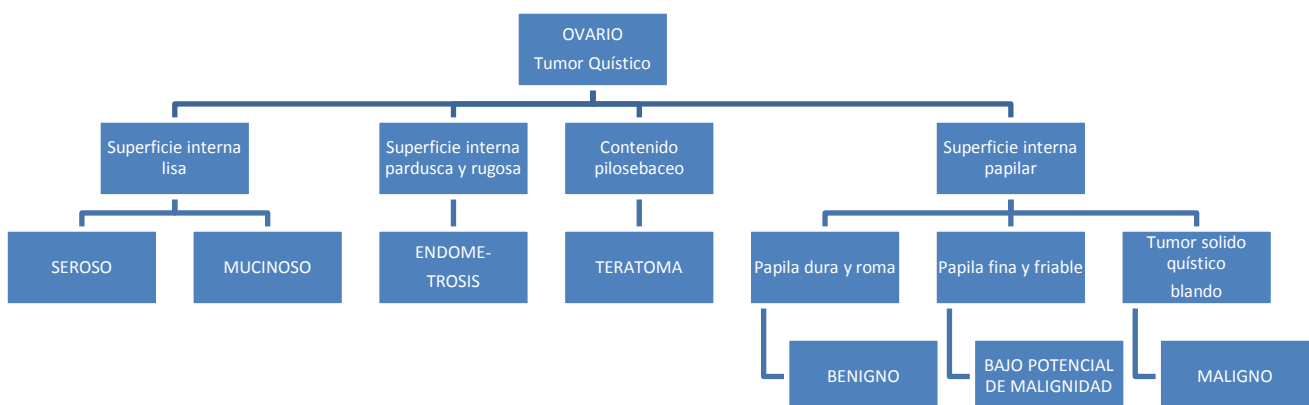 OVARIO
Tumor Quístico
Superficie interna
lisa
Superficie interna
pardusca y rugosa
Contenido
pilosebaceo
Superficie interna
papilar
SEROSO
MUCINOSO
ENDOME-
TROSIS
TERATOMA
Papila dura y roma
Papila fina y friable
Tumor solido
quístico
blando
BENIGNO
BAJO POTENCIAL
DE MALIGNIDAD
MALIGNO